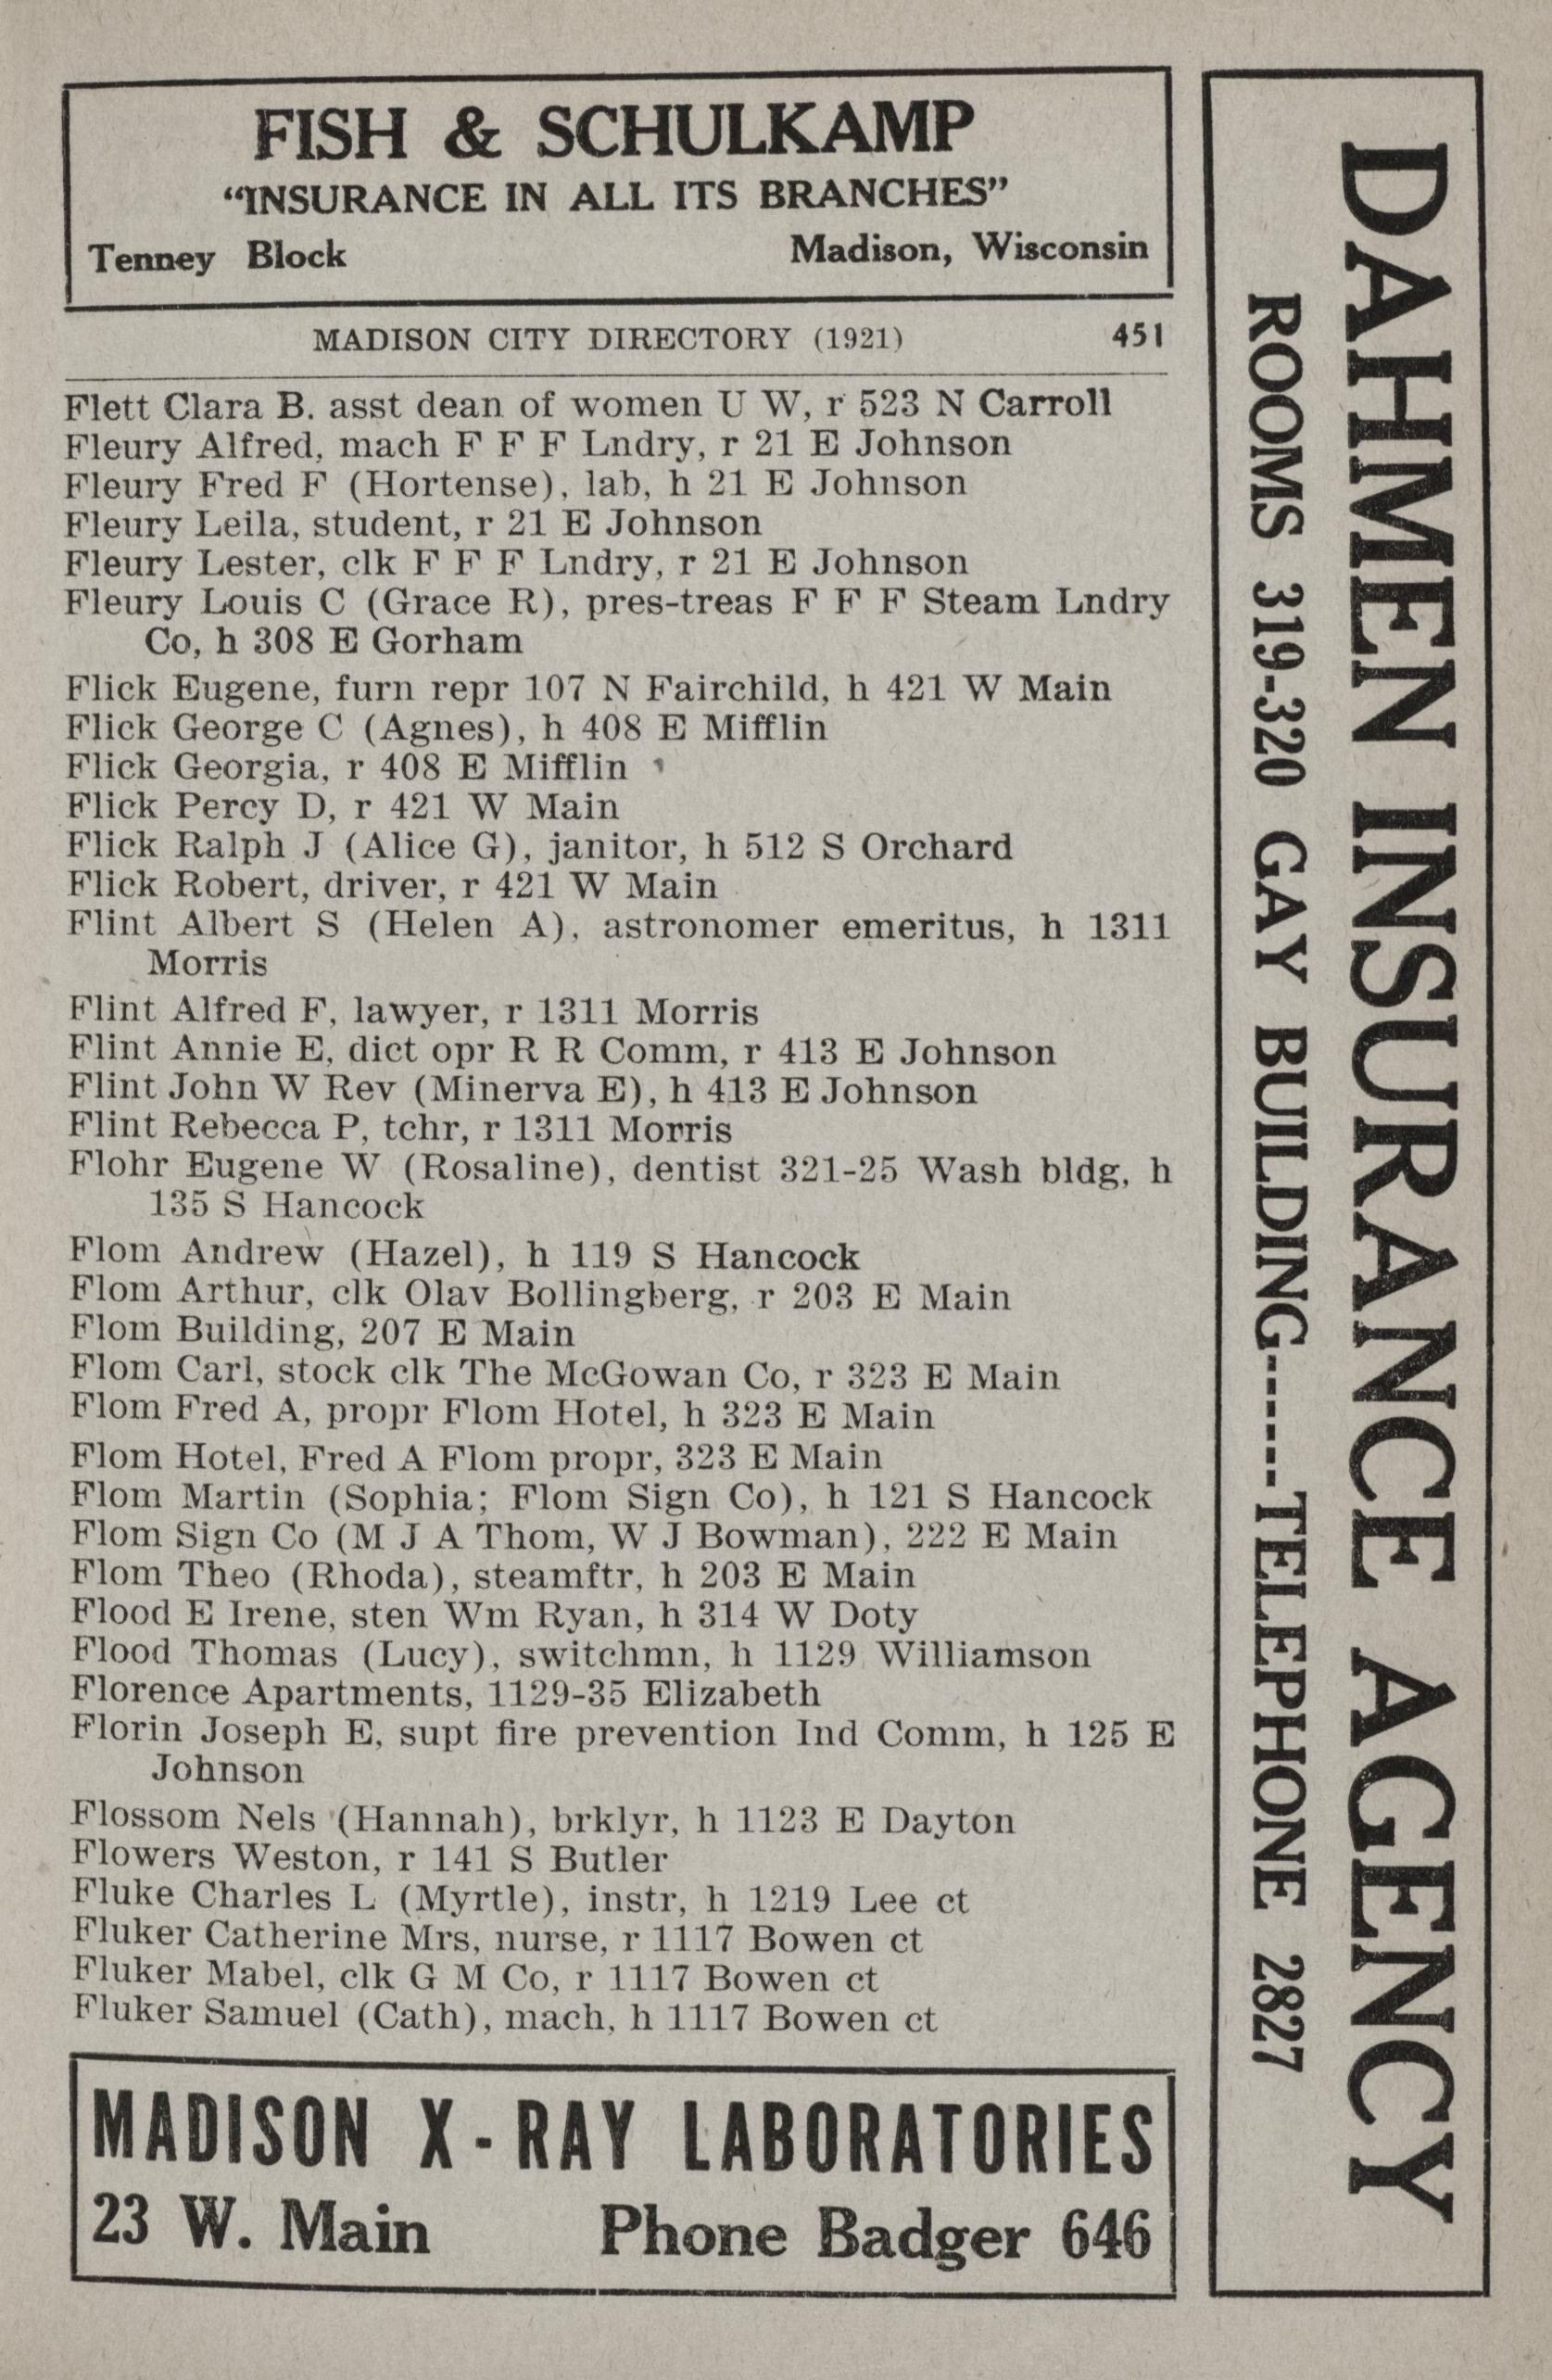 FISH & SCHULKAMP
“INSURANCE IN ALL ITS BRANCHES”
Tenney Block Madison, Wisconsin
MADISON CITY DIRECTORY (1921) 451
Flett Clara B. asst dean of women U W, r 523 N Carroll
Fleury Alfred, mach F F F Lndry, r 21 E Johnson
Fleury Fred F (Hortense), lab, h 21 E Johnson
Fleury Leila, student, r 21 E Johnson
Fleury Lester, clk F F F Lndry, r 21 E Johnson
Fleury Louis C (Grace R), pres-treas F F F Steam Lndry
Co, h 308 E Gorham
Flick Eugene, furn repr 107 N Fairchild, h 421 W Main
Flick George C (Agnes), h 408 E Mifflin
Flick Georgia, r 408 E Mifflin
Flick Percy D, r 421 W Main
Flick Ralph J (Alice G), janitor, h 512 S Orchard
Flick Robert, driver, r 421 W Main
Flint Albert S (Helen A), astronomer emeritus, h 1311
Morris
Flint Alfred F, lawyer, r 1311 Morris
Flint Annie E, dict opr R R Comm, r 413 E Johnson
Flint John W Rev (Minerva E), h 413 E Johnson
Flint Rebecca P, tchr, r 1311 Morris
Flohr Eugene W (Rosaline), dentist 321-25 Wash bldg, h
135 S Hancock
Flom Andrew (Hazel), h 119 S Hancock
Flom Arthur, clk Olav Bollingberg, r 203 E Main
Flom Building, 207 E Main
Flom Carl, stock clk The McGowan Co, r 323 E Main
Flom Fred A, propr Flom Hotel, h 323 E Main
Flom Hotel, Fred A Flom propr, 323 E Main
Flom Martin (Sophia; Flom Sign Co), h 121 S Hancock
Flom Sign Co (M J A Thom, W J Bowman), 222 E Main
Flom Theo (Rhoda), steamftr, h 203 E Main
Flood E Irene, sten Wm Ryan, h 314 W Doty
Flood Thomas (Lucy), switchmn, h 1129 Williamson
Florence Apartments, 1129-35 Elizabeth
Florin Joseph E, supt fire prevention Ind Comm, h 125 E
Johnson
Flossom Nels (Hannah), brklyr, h 1123 E Dayton
Flowers Weston, r 141 S Butler
Fluke Charles L (Myrtle), instr, h 1219 Lee ct
Fluker Catherine Mrs, nurse, r 1117 Bowen ct
Fluker Mabel, clk G M Co, r 1117 Bowen ct
Fluker Samuel (Cath), mach, h 1117 Bowen ct
MADISON X-RAY LABORATORIES
23 W. Main Phone Badger 646
DAHMEN INSURANCE AGENCY
ROOMS 319-320 GAY BUILDING------TELEPHONE 2827